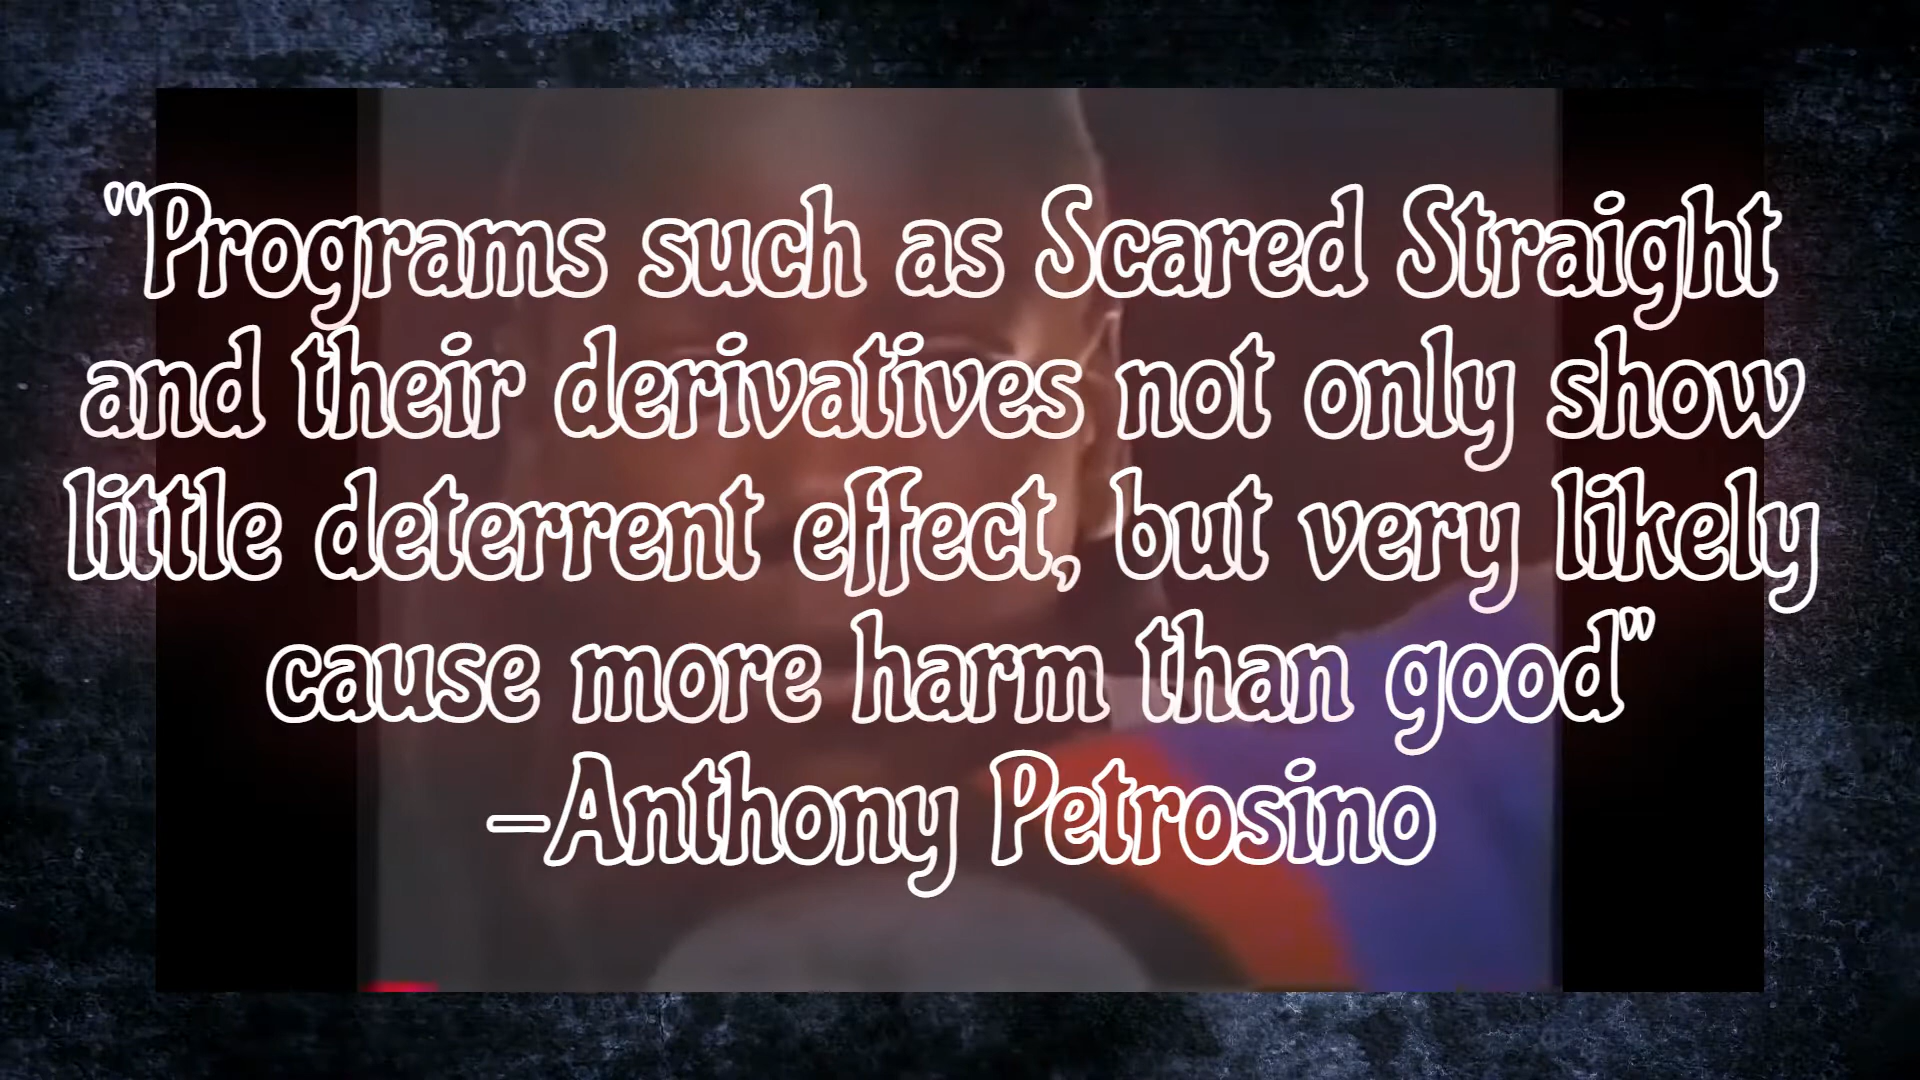 "Programs such as Scared Straight
and their derivatives not only show
little deterrent effect, but very likely
cause more harm than good"
-Anthony Petrosino